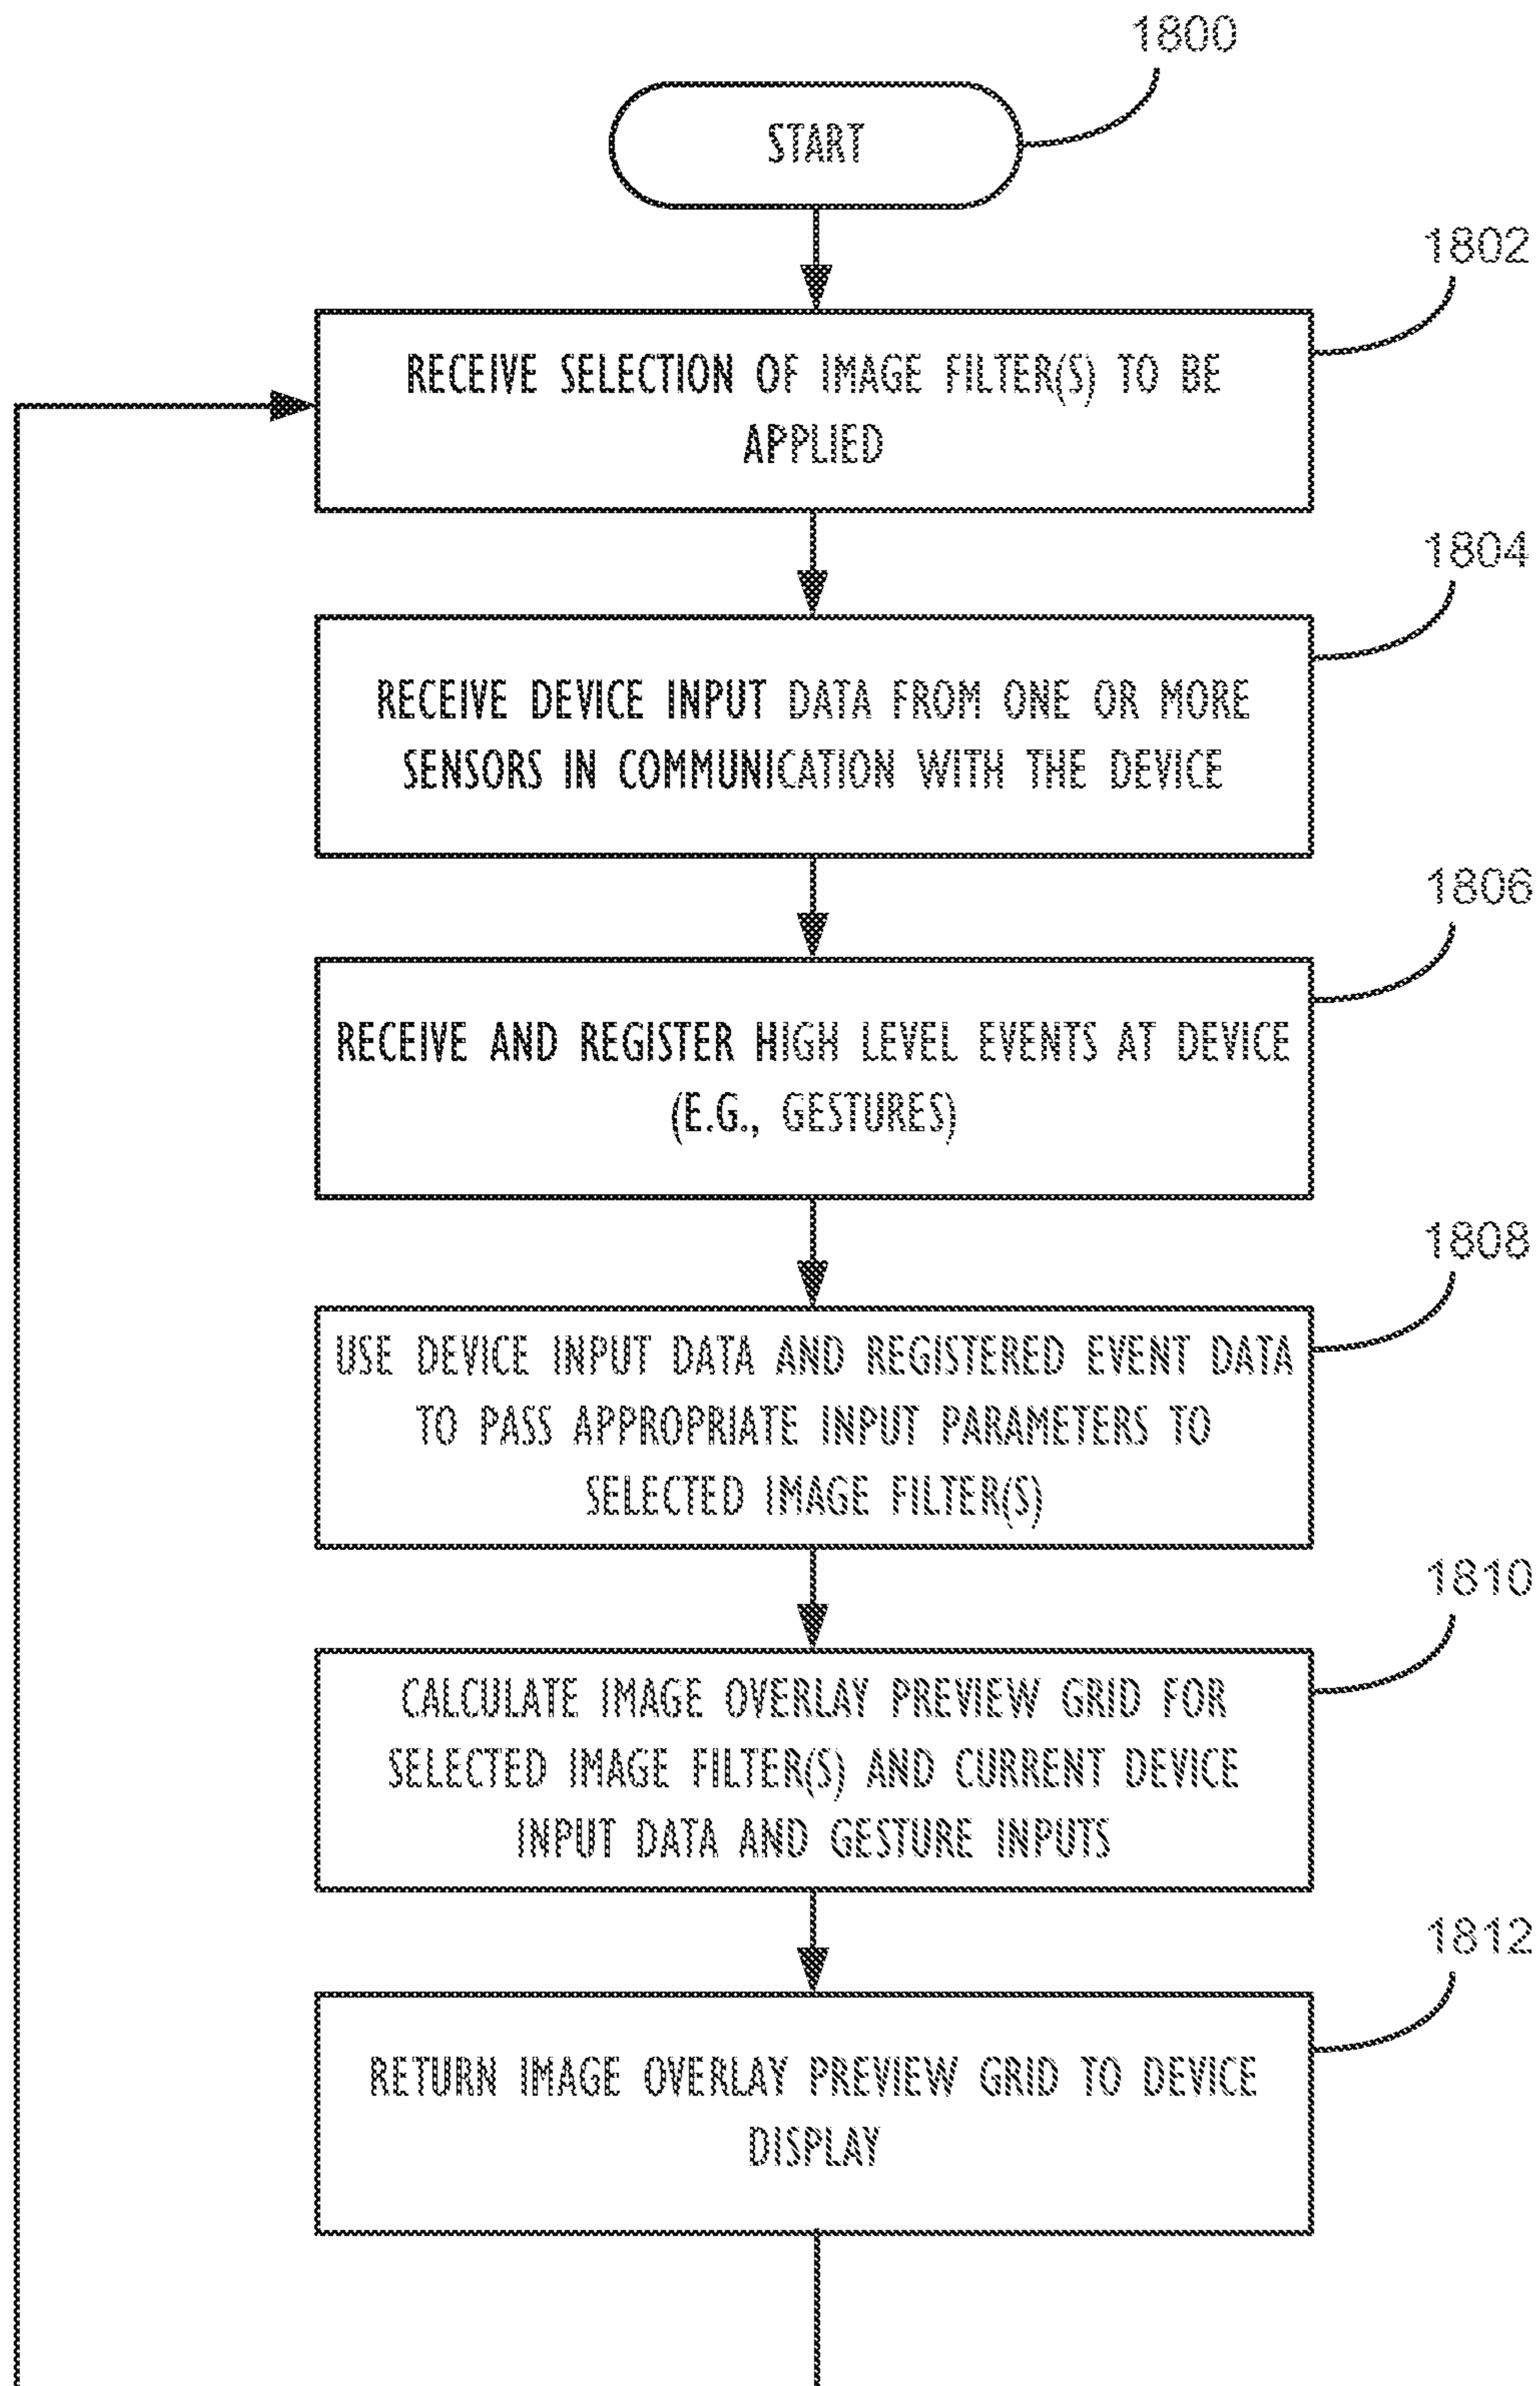 1800
START
1802
RECEIVE SELECTION OF IMAGE FILTER(S) TO BE
APPLIED
1804
RECEIVE DEVICE INPUT DATA FROM ONE OR MORE
SENSORS IN COMMUNICATION WITH THE DEVICE
1806
RECEIVE AND REGISTER HIGH LEVEL EVENTS AT DEVICE
(E.G., GESTURES)
1808
USE DEVICE INPUT DATA AND REGISTERED EVENT DATA
TO PASS APPROPRIATE INPUT PARAMETERS TO
SELECTED IMAGE FILTER(S)
1810
CALCULATE IMAGE OVERLAY PREVIEW GRID FOR
SELECTED IMAGE FILTER(S) AND CURRENT DEVICE
INPUT DATA AND GESTURE INPUTS
1812
RETURN IMAGE OVERLAY PREVIEW GRID TO DEVICE
DISPLAY